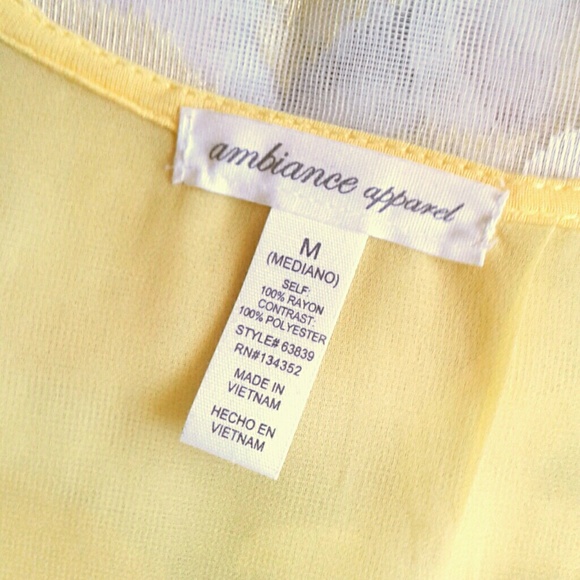 ambiance apparel
M
(MEDIANO)
SELF:
100% RAYON
CONTRAST:
100% POLYESTER
STYLE# 63839
RN#134352
MADE IN
VIETNAM
HECHO EN
VIETNAM